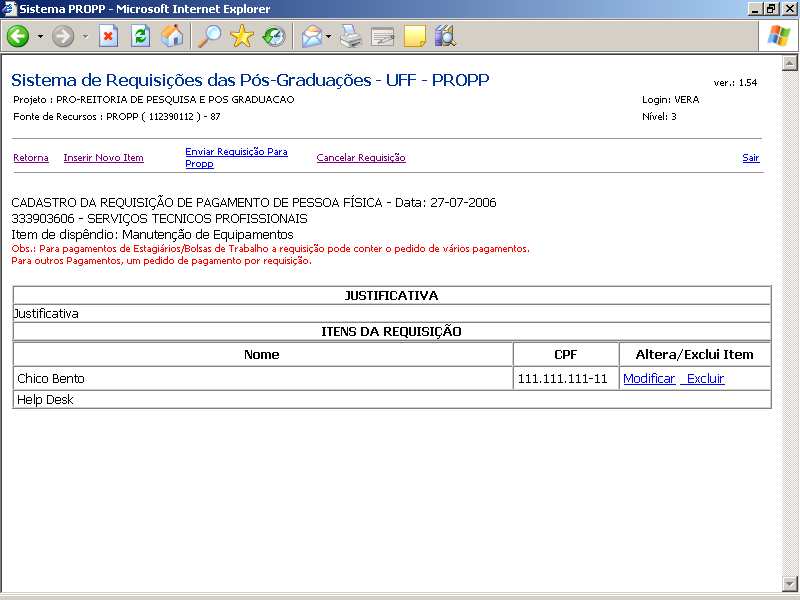 Sistema PROPP - Microsoft Internet Explorer
Sistema de Requisições das Pós-Graduações - UFF - PROPP
ver.: 1.54
Projeto : PRO-REITORIA DE PESQUISA E POS GRADUACAO
Login: VERA
Fonte de Recursos : PROPP ( 112390112 ) - 87
Nível: 3
Retorna
Inserir Novo Item
Enviar Requisição Para
Propp
Cancelar Requisição
Sair
CADASTRO DA REQUISIÇÃO DE PAGAMENTO DE PESSOA FÍSICA - Data: 27-07-2006
333903606 - SERVIÇOS TECNICOS PROFISSIONAIS
Item de dispêndio: Manutenção de Equipamentos
Obs.: Para pagamentos de Estagiários/Bolsas de Trabalho a requisição pode conter o pedido de vários pagamentos.
Para outros Pagamentos, um pedido de pagamento por requisição.
JUSTIFICATIVA
Justificativa
ITENS DA REQUISIÇÃO
Nome CPF Altera/Exclui Item
Chico Bento 111.111.111-11 Modificar Excluir
Help Desk